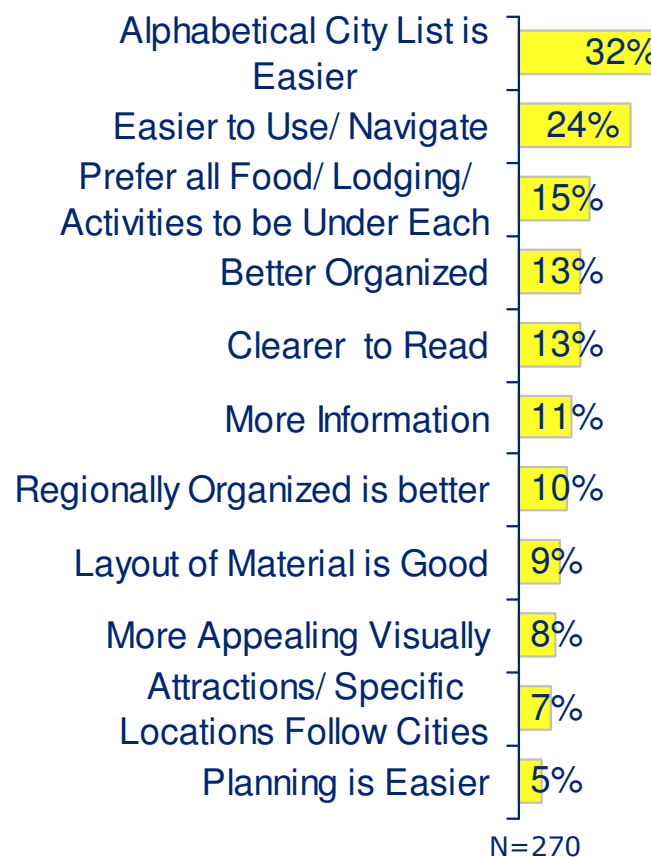 Alphabetical City List is
Easier
32%
Easier to Use/ Navigate
24%
Prefer all Food/ Lodging/
Activities to be Under Each
15%
Better Organized
13%
Clearer to Read
13%
More Information
11%
Regionally Organized is better
10%
Layout of Material is Good
9%
More Appealing Visually
8%
Attractions/ Specific
Locations Follow Cities
7%
Planning is Easier
5%
N=270